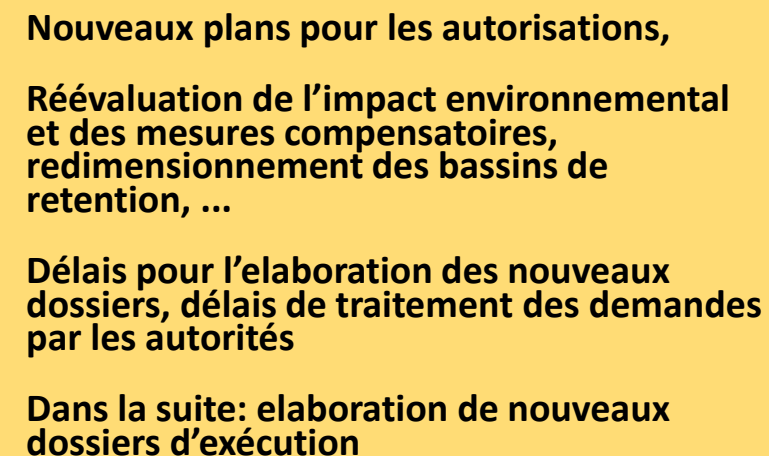 Nouveaux plans pour les autorisations,
Réévaluation de l’impact environnemental
et des mesures compensatoires,
redimensionnement des bassins de
retention, ...
Délais pour l’elaboration des nouveaux
dossiers, délais de traitement des demandes
par les autorités
Dans la suite: elaboration de nouveaux
dossiers d’exécution